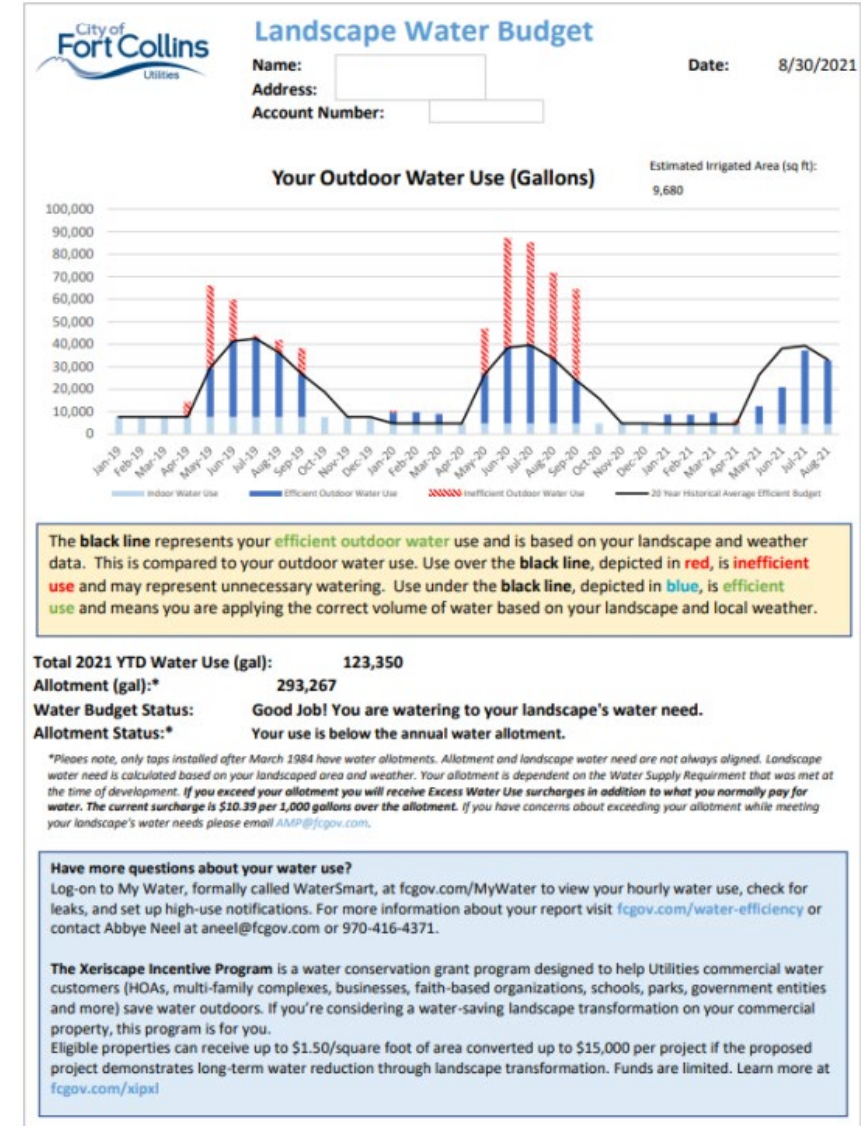 City of
Fort Collins
Utilities
Landscape Water Budget
Name:
Date: 8/30/2021
Address:
Account Number:
Your Outdoor Water Use (Gallons)
Estimated Irrigated Area (sq ft):
9,680
100,000
90,000
80,000
70,000
60,000
50,000
40,000
30,000
20,000
10,000
0
Jan-19 Feb-19 Mar-19 Apr-19 May-19 Jun-19 Jul-19 Aug-19 Sep-19 Oct-19 Nov-19 Dec-19 Jan-20 Feb-20 Mar-20 Apr-20 May-20 Jun-20 Jul-20 Aug-20 Sep-20 Oct-20 Nov-20 Dec-20 Jan-21 Feb-21 Mar-21 Apr-21 May-21 Jun-21 Jul-21 Aug-21
Indoor Water Use Efficient Outdoor Water Use Inefficient Outdoor Water Use 20 Year Historical Average Efficient Budget
The black line represents your efficient outdoor water use and is based on your landscape and weather
data. This is compared to your outdoor water use. Use over the black line, depicted in red, is inefficient
use and may represent unnecessary watering. Use under the black line, depicted in blue, is efficient
use and means you are applying the correct volume of water based on your landscape and local weather.
Total 2021 YTD Water Use (gal): 123,350
Allotment (gal):* 293,267
Water Budget Status: Good Job! You are watering to your landscape's water need.
Allotment Status:* Your use is below the annual water allotment.
*Pleaes note, only taps installed after March 1984 have water allotments. Allotment and landscape water need are not always aligned. Landscape
water need is calculated based on your landscaped area and weather. Your allotment is dependent on the Water Supply Requirment that was met at
the time of development. If you exceed your allotment you will receive Excess Water Use surcharges in addition to what you normally pay for
water. The current surcharge is $10.39 per 1,000 gallons over the allotment. If you have concerns about exceeding your allotment while meeting
your landscape's water needs please email AMP@fcgov.com.
Have more questions about your water use?
Log-on to My Water, formally called WaterSmart, at fcgov.com/MyWater to view your hourly water use, check for
leaks, and set up high-use notifications. For more information about your report visit fcgov.com/water-efficiency or
contact Abbye Neel at aneel@fcgov.com or 970-416-4371.
The Xeriscape Incentive Program is a water conservation grant program designed to help Utilities commercial water
customers (HOAs, multi-family complexes, businesses, faith-based organizations, schools, parks, government entities
and more) save water outdoors. If you're considering a water-saving landscape transformation on your commercial
property, this program is for you.
Eligible properties can receive up to $1.50/square foot of area converted up to $15,000 per project if the proposed
project demonstrates long-term water reduction through landscape transformation. Funds are limited. Learn more at
fcgov.com/xipxl